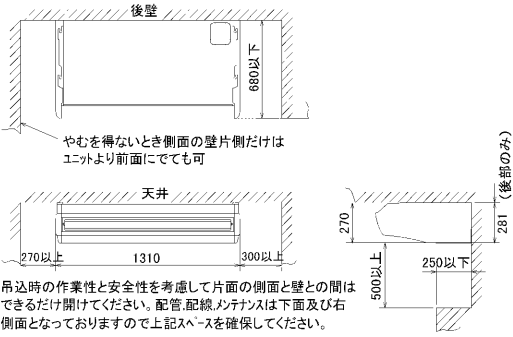 後壁
680以下
やむを得ないとき側面の壁片側だけは
ユニットより前面にでても可
天井
270以上
1310
300以上
270
281
（後部のみ）
500以上
250以下
吊込時の作業性と安全性を考慮して片面の側面と壁との間は
できるだけ開けてください。配管,配線,メンテナンスは下面及び右
側面となっておりますので上記スペースを確保してください。